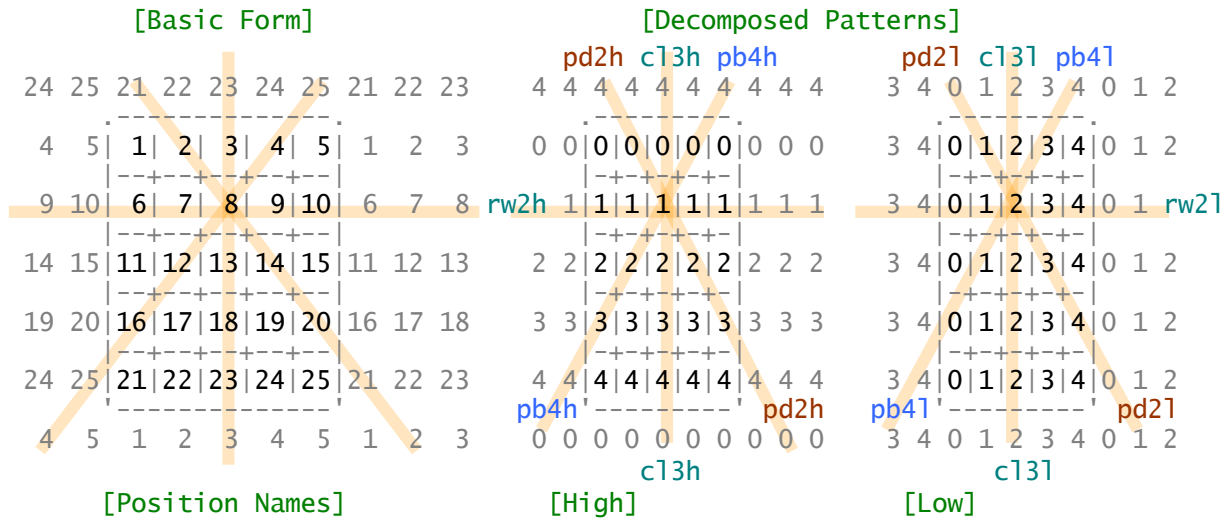 [Basic Form] [Decomposed Patterns]
pd2h cl3h pb4h pd2l cl3l pb4l
24 25 21 22 23 24 25 21 22 23 4 4 4 4 4 4 4 4 4 4 3 4 0 1 2 3 4 0 1 2
.---------------. .---------. .---------.
4 5| 1| 2| 3| 4| 5| 1 2 3 0 0|0|0|0|0|0|0 0 0 3 4|0|1|2|3|4|0 1 2
|--+--+--+--+--| |-+-+-+-+-| |-+-+-+-+-|
9 10| 6| 7| 8| 9|10| 6 7 8 rw2h 1|1|1|1|1|1|1 1 1 3 4|0|1|2|3|4|0 1 rw2l
|--+--+--+--+--| |-+-+-+-+-| |-+-+-+-+-|
14 15|11|12|13|14|15|11 12 13 2 2|2|2|2|2|2|2 2 2 3 4|0|1|2|3|4|0 1 2
|--+--+--+--+--| |-+-+-+-+-| |-+-+-+-+-|
19 20|16|17|18|19|20|16 17 18 3 3|3|3|3|3|3|3 3 3 3 4|0|1|2|3|4|0 1 2
|--+--+--+--+--| |-+-+-+-+-| |-+-+-+-+-|
24 25|21|22|23|24|25|21 22 23 4 4|4|4|4|4|4|4 4 4 3 4|0|1|2|3|4|0 1 2
'---------------' pb4h '---------' pd2h pb4l '---------' pd2l
4 5 1 2 3 4 5 1 2 3 0 0 0 0 0 0 0 0 0 0 3 4 0 1 2 3 4 0 1 2
cl3h cl3l
[Position Names] [High] [Low]